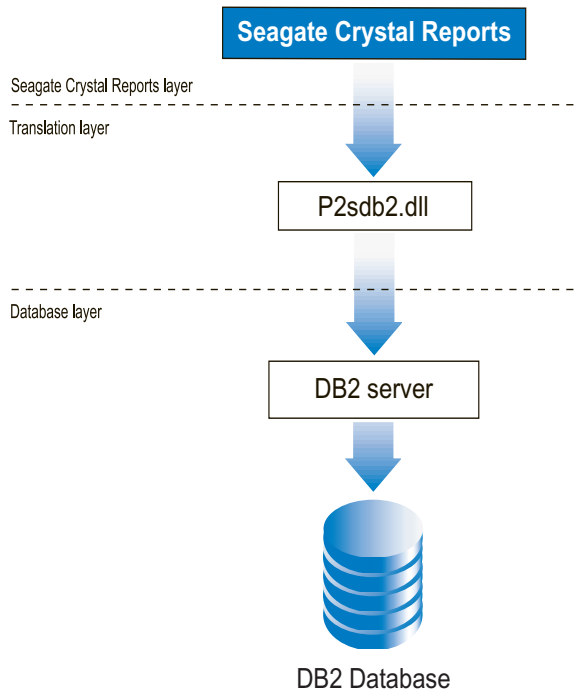 Seagate Crystal Reports
Seagate Crystal Reports layer
Translation layer
P2sdb2.dll
Database layer
DB2 server
DB2 Database